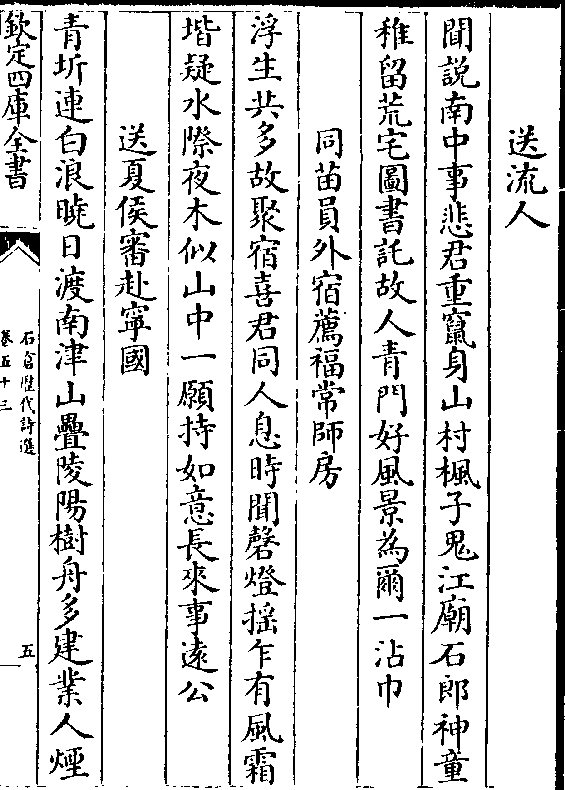 送流人
聞説南中事悲君重竄身山村楓子鬼江廟石郎神童
稚留荒宅圖書託故人青門好風景為爾一沾巾
同苗員外宿薦福常師房
浮生共多故聚宿喜君同人息時聞磬燈揺乍有風霜
堦疑水際夜木似山中一願持如意長來事逺公
送夏侯審赴寧國
青圻連白浪曉日渡南津山疊陵陽樹舟多建業人煙
欽定四庫全書
石倉歴代詩選
卷五十三
五